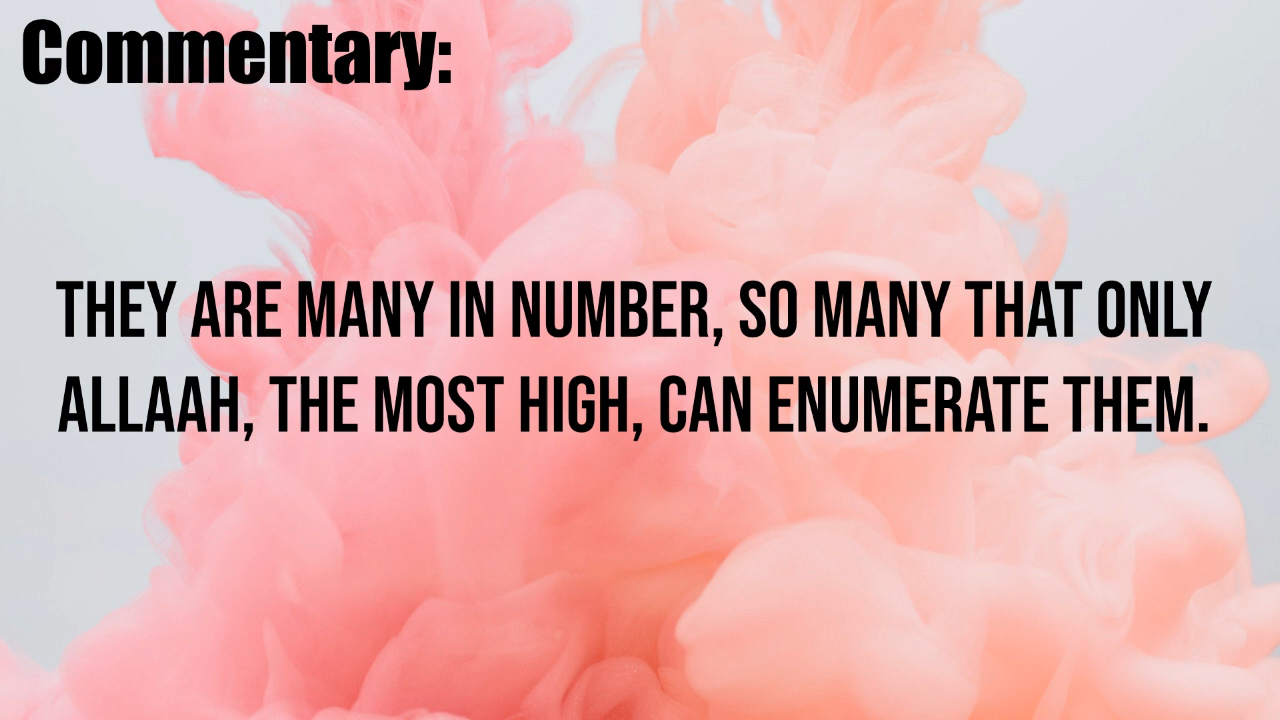 Commentary:
THEY ARE MANY IN NUMBER, SO MANY THAT ONLY
ALLAAH, THE MOST HIGH, CAN ENUMERATE THEM.